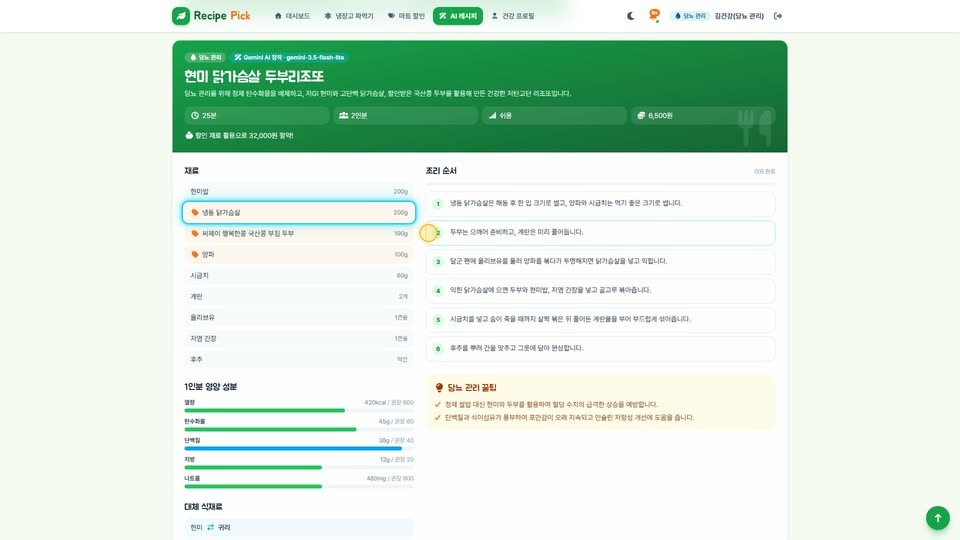 Recipe Pick
대시보드
냉장고 파먹기
마트 할인
AI 레시피
건강 프로필
당뇨 관리
김건강(당뇨 관리)
당뇨 관리
Gemini AI 창작 · gemini-3.5-flash-lite
현미 닭가슴살 두부리조또
당뇨 관리를 위해 정제 탄수화물을 배제하고, 저GI 현미와 고단백 닭가슴살, 할인받은 국산콩 두부를 활용해 만든 건강한 저탄고단 리조또입니다.
25분
2인분
쉬움
6,500원
할인 재료 활용으로 32,000원 절약!
재료
현미밥 200g
냉동 닭가슴살 200g
씨제이 행복한콩 국산콩 부침 두부 190g
양파 100g
시금치 60g
계란 2개
올리브유 1큰술
저염 간장 1큰술
후추 약간
1인분 영양 성분
열량 420kcal / 권장 600
탄수화물 45g / 권장 60
단백질 38g / 권장 40
지방 12g / 권장 20
나트륨 480mg / 권장 800
대체 식재료
현미 귀리
조리 순서
0/6 완료
1 냉동 닭가슴살은 해동 후 한 입 크기로 썰고, 양파와 시금치는 먹기 좋은 크기로 썹니다.
2 두부는 으깨어 준비하고, 계란은 미리 풀어둡니다.
3 달군 팬에 올리브유를 둘러 양파를 볶다가 투명해지면 닭가슴살을 넣고 익힙니다.
4 익힌 닭가슴살에 으깬 두부와 현미밥, 저염 간장을 넣고 골고루 볶아줍니다.
5 시금치를 넣고 숨이 죽을 때까지 살짝 볶은 뒤 풀어둔 계란물을 부어 부드럽게 섞어줍니다.
6 후추를 뿌려 간을 맞추고 그릇에 담아 완성합니다.
당뇨 관리 꿀팁
정제 쌀밥 대신 현미와 두부를 활용하여 혈당 수치의 급격한 상승을 예방합니다.
단백질과 식이섬유가 풍부하여 포만감이 오래 지속되고 인슐린 저항성 개선에 도움을 줍니다.